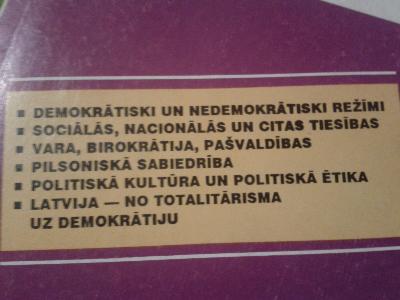 ▪ DEMOKRĀTISKI UN NEDEMOKRĀTISKI REŽĪMI
▪ SOCIĀLĀS, NACIONĀLĀS UN CITAS TIESĪBAS
▪ VARA, BIROKRĀTIJA, PAŠVALDĪBAS
▪ PILSONISKĀ SABIEDRĪBA
▪ POLITISKĀ KULTŪRA UN POLITISKĀ ĒTIKA
▪ LATVIJA — NO TOTALITĀRISMA
UZ DEMOKRĀTIJU